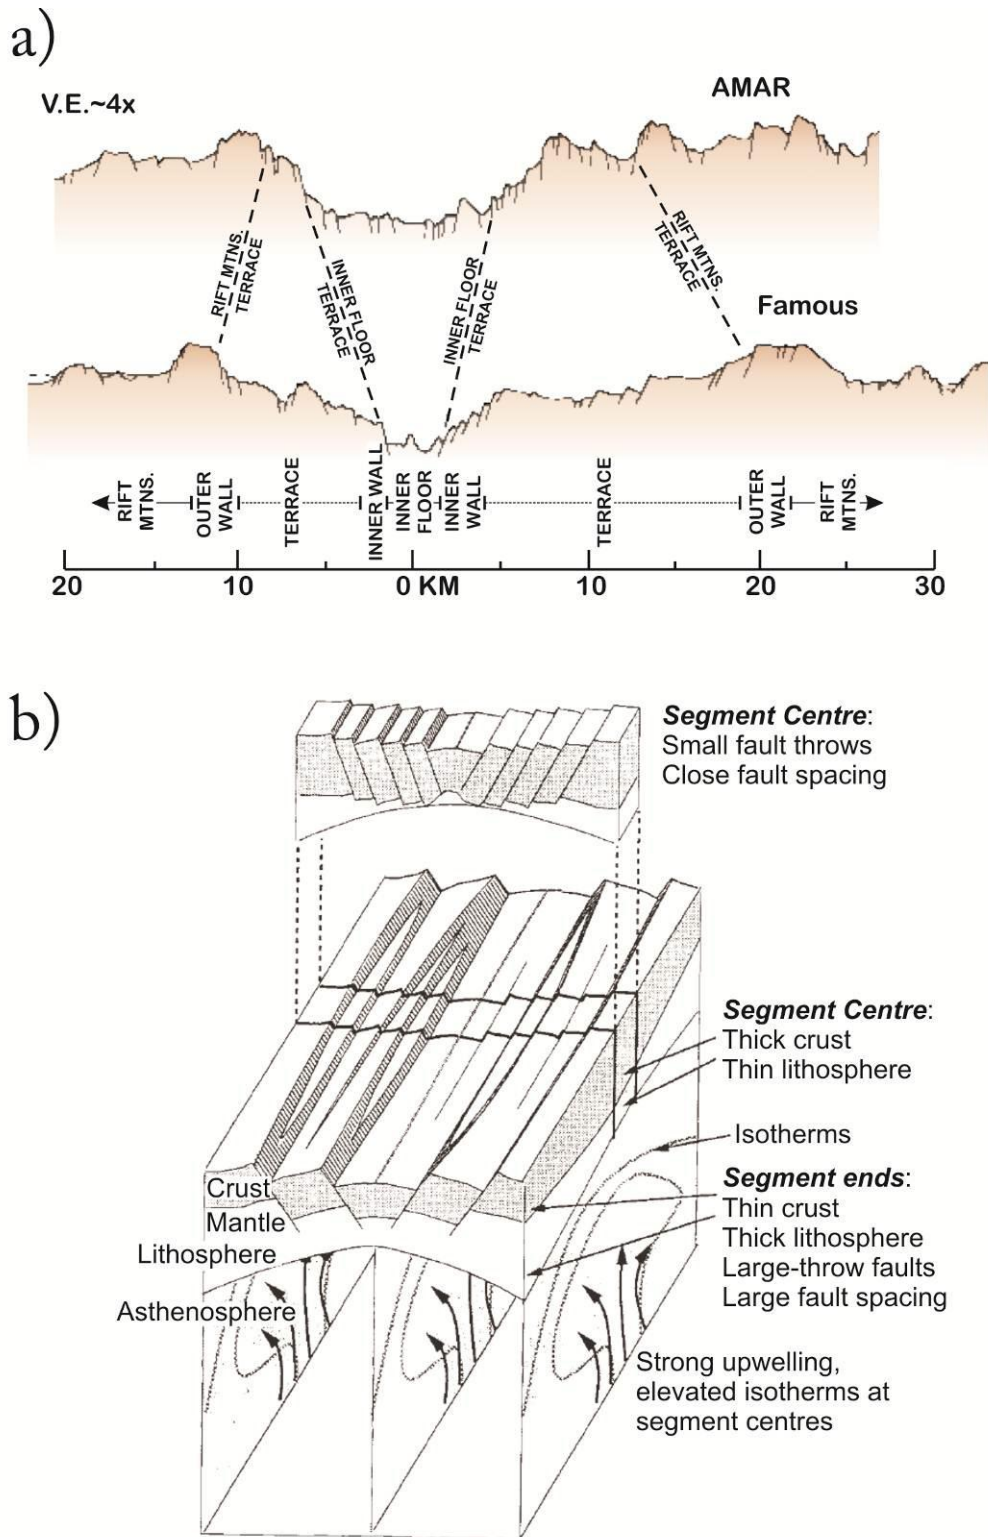 a)
V.E.~4x
AMAR
RIFT MTNS.
TERRACE
INNER FLOOR
TERRACE
INNER FLOOR
TERRACE
RIFT MTNS.
TERRACE
Famous
RIFT
MTNS.
OUTER
WALL
TERRACE
INNER WALL
INNER
FLOOR
INNER
WALL
TERRACE
OUTER
WALL
RIFT
MTNS.
20 10 0 KM 10 20 30
b)
Segment Centre:
Small fault throws
Close fault spacing
Segment Centre:
Thick crust
Thin lithosphere
Isotherms
Segment ends:
Thin crust
Thick lithosphere
Large-throw faults
Large fault spacing
Crust
Mantle
Lithosphere
Asthenosphere
Strong upwelling,
elevated isotherms at
segment centres